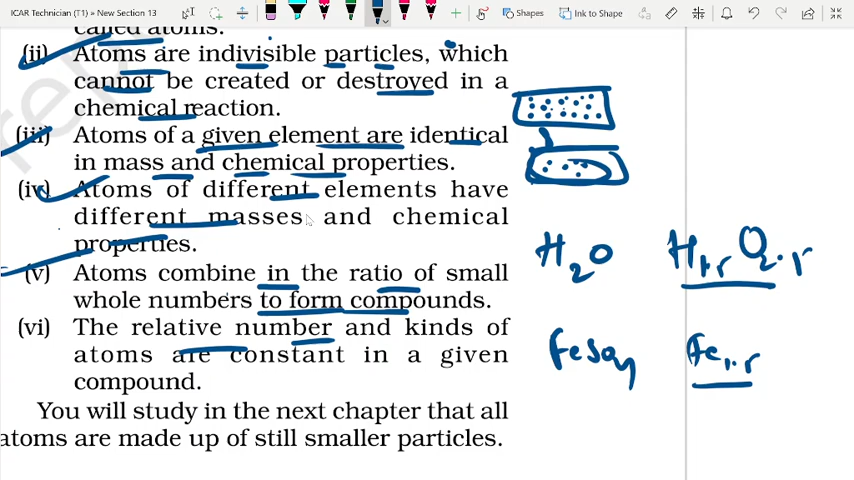 ICAR Technician (T1) » New Section 13
Shapes
Ink to Shape
called atoms.
(ii) Atoms are indivisible particles, which
cannot be created or destroyed in a
chemical reaction.
(iii) Atoms of a given element are identical
in mass and chemical properties.
(iv) Atoms of different elements have
different masses and chemical
properties.
(v) Atoms combine in the ratio of small
whole numbers to form compounds.
(vi) The relative number and kinds of
atoms are constant in a given
compound.
You will study in the next chapter that all
atoms are made up of still smaller particles.
H2O